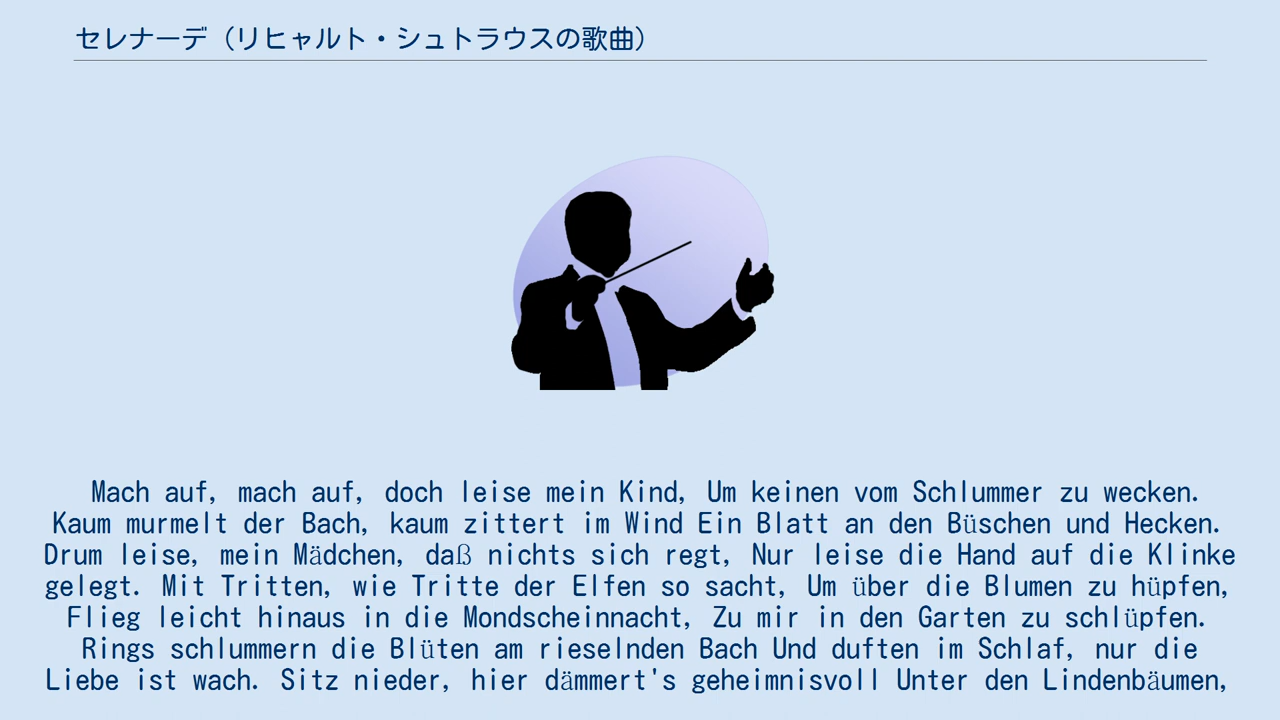 セレナーデ（リヒャルト・シュトラウスの歌曲）
Mach auf, mach auf, doch leise mein Kind, Um keinen vom Schlummer zu wecken.
Kaum murmelt der Bach, kaum zittert im Wind Ein Blatt an den Büschen und Hecken.
Drum leise, mein Mädchen, daß nichts sich regt, Nur leise die Hand auf die Klinke
gelegt. Mit Tritten, wie Tritte der Elfen so sacht, Um über die Blumen zu hüpfen,
Flieg leicht hinaus in die Mondscheinnacht, Zu mir in den Garten zu schlüpfen.
Rings schlummern die Blüten am rieselnden Bach Und duften im Schlaf, nur die
Liebe ist wach. Sitz nieder, hier dämmert's geheimnisvoll Unter den Lindenbäumen,